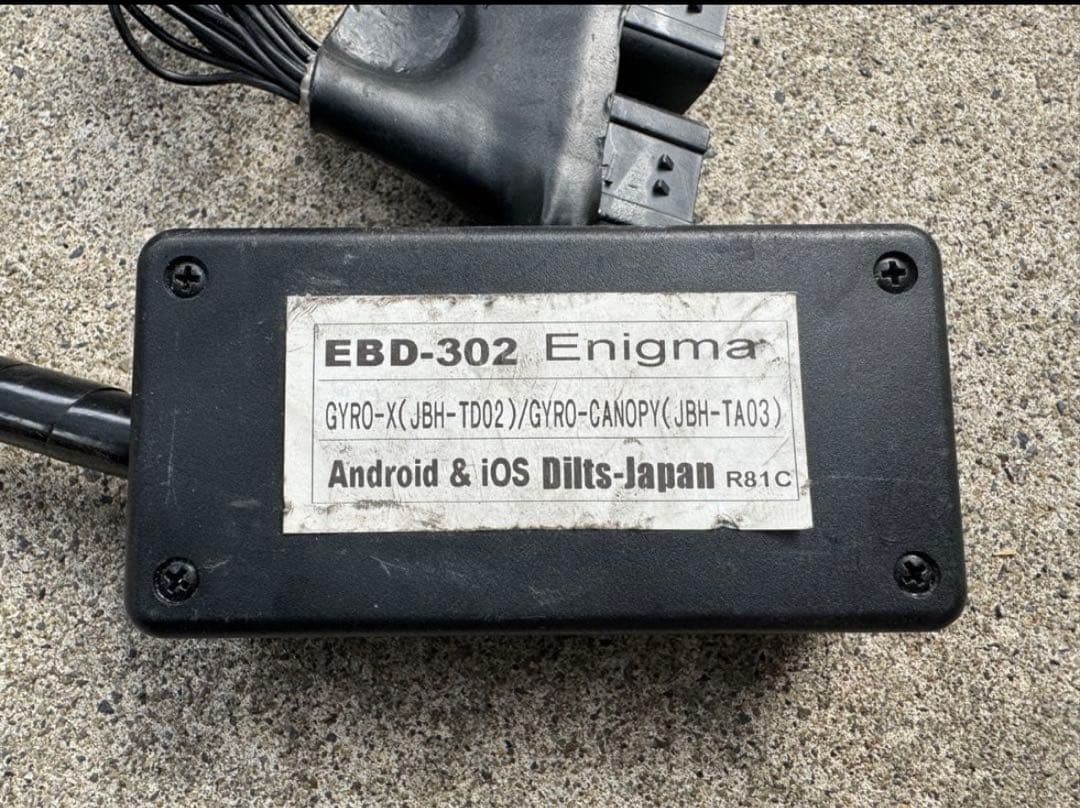 EBD-302 Enigma
GYRO-X(JBH-TD02)/GYRO-CANOPY(JBH-TA03)
Android & iOS Dilts-Japan R81C